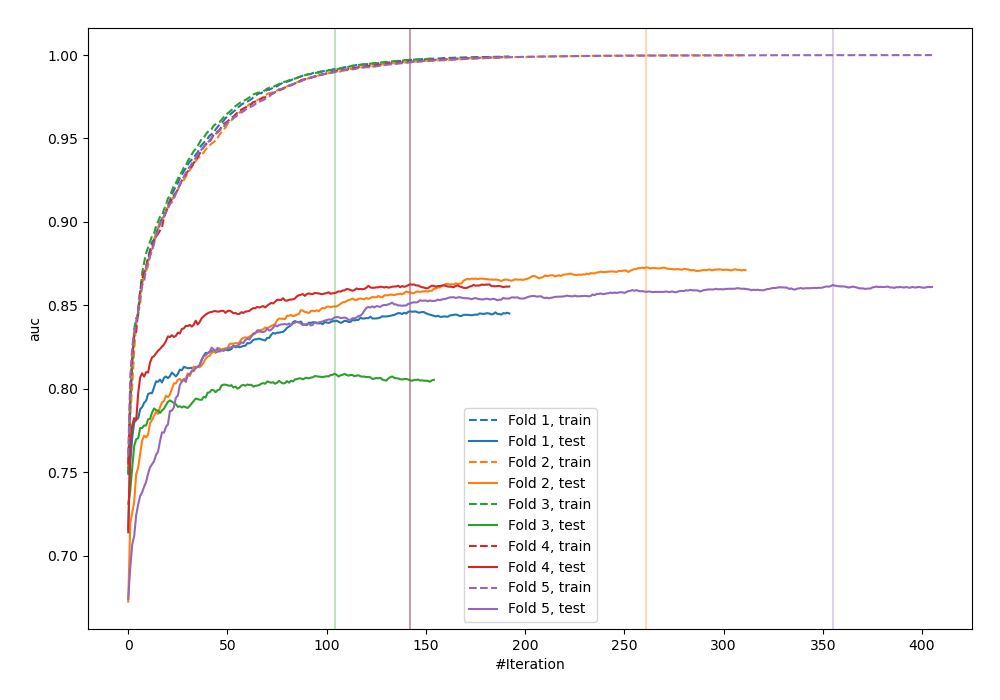 1.00
0.95
0.90
0.85
0.80
0.75
0.70
auc
Fold 1, train
Fold 1, test
Fold 2, train
Fold 2, test
Fold 3, train
Fold 3, test
Fold 4, train
Fold 4, test
Fold 5, train
Fold 5, test
0 50 100 150 200 250 300 350 400
#Iteration